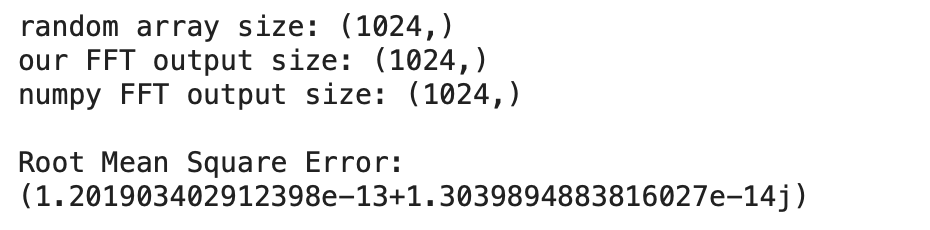 random array size: (1024,)
our FFT output size: (1024,)
numpy FFT output size: (1024,)
Root Mean Square Error:
(1.201903402912398e-13+1.3039894883816027e-14j)